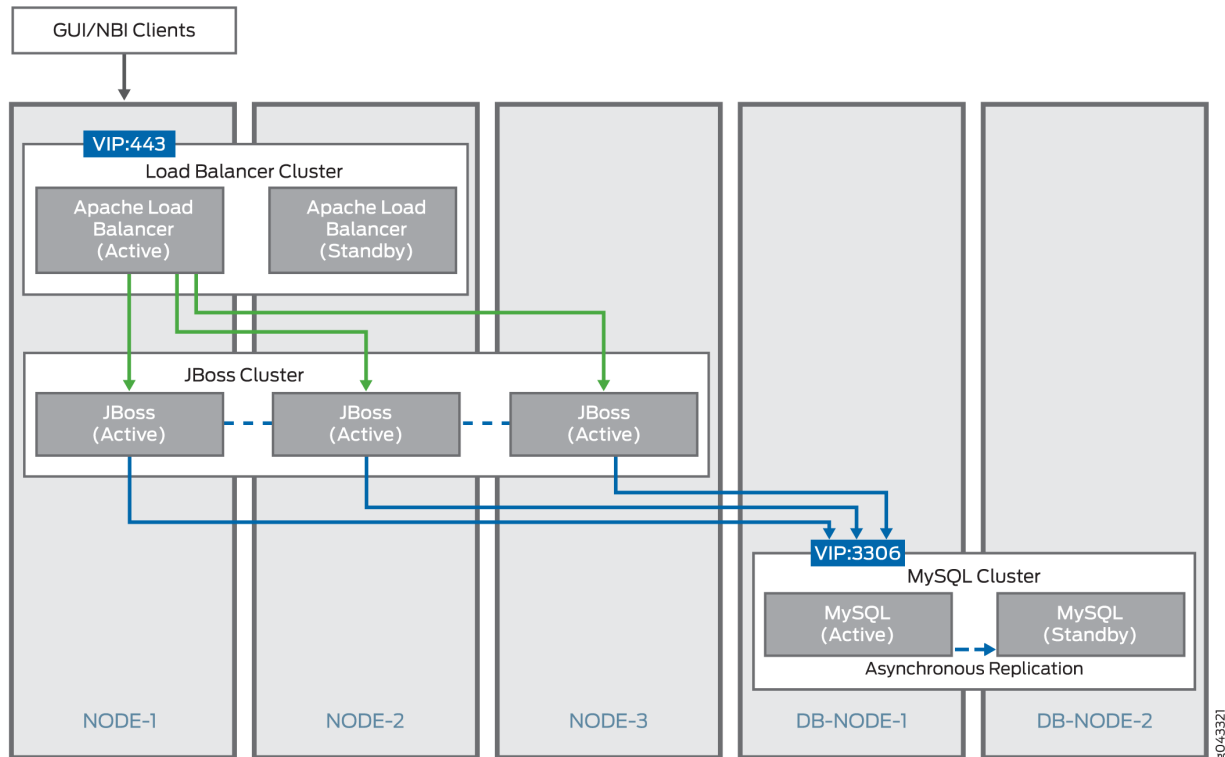 GUI/NBI Clients
VIP:443
Load Balancer Cluster
Apache Load
Balancer
(Active)
Apache Load
Balancer
(Standby)
JBoss Cluster
JBoss
(Active)
JBoss
(Active)
JBoss
(Active)
VIP:3306
MySQL Cluster
MySQL
(Active)
MySQL
(Standby)
Asynchronous Replication
NODE-1
NODE-2
NODE-3
DB-NODE-1
DB-NODE-2